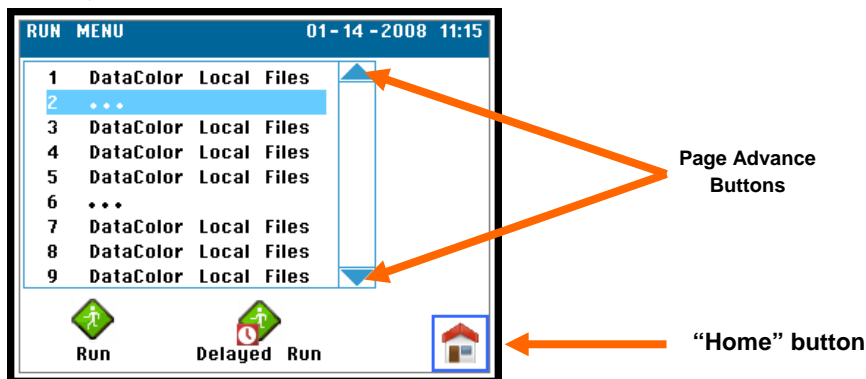 RUN MENU 01-14-2008 11:15
1 DataColor Local Files
2 ...
3 DataColor Local Files
4 DataColor Local Files
5 DataColor Local Files
6 ...
7 DataColor Local Files
8 DataColor Local Files
9 DataColor Local Files
Run Delayed Run
Page Advance
Buttons
“Home” button